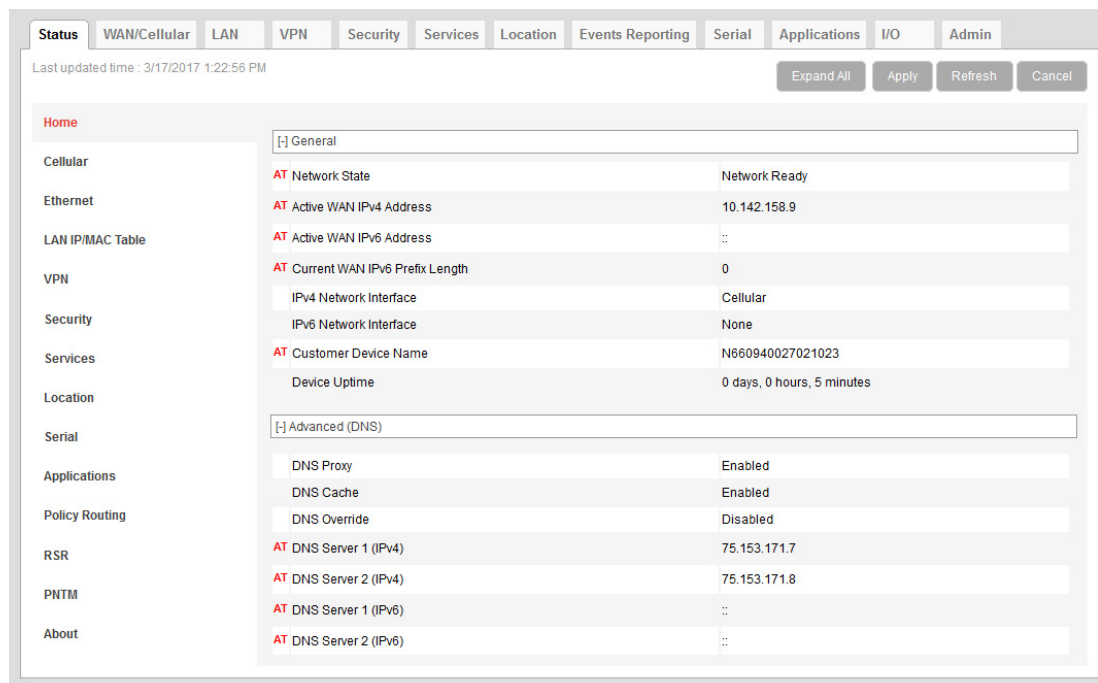 Status WAN/Cellular LAN VPN Security Services Location Events Reporting Serial Applications I/O Admin
Last updated time : 3/17/2017 1:22:56 PM
Expand All Apply Refresh Cancel
Home
Cellular
Ethernet
LAN IP/MAC Table
VPN
Security
Services
Location
Serial
Applications
Policy Routing
RSR
PNTM
About
[-] General
AT Network State Network Ready
AT Active WAN IPv4 Address 10.142.158.9
AT Active WAN IPv6 Address ::
AT Current WAN IPv6 Prefix Length 0
IPv4 Network Interface Cellular
IPv6 Network Interface None
AT Customer Device Name N660940027021023
Device Uptime 0 days, 0 hours, 5 minutes
[-] Advanced (DNS)
DNS Proxy Enabled
DNS Cache Enabled
DNS Override Disabled
AT DNS Server 1 (IPv4) 75.153.171.7
AT DNS Server 2 (IPv4) 75.153.171.8
AT DNS Server 1 (IPv6) ::
AT DNS Server 2 (IPv6) ::